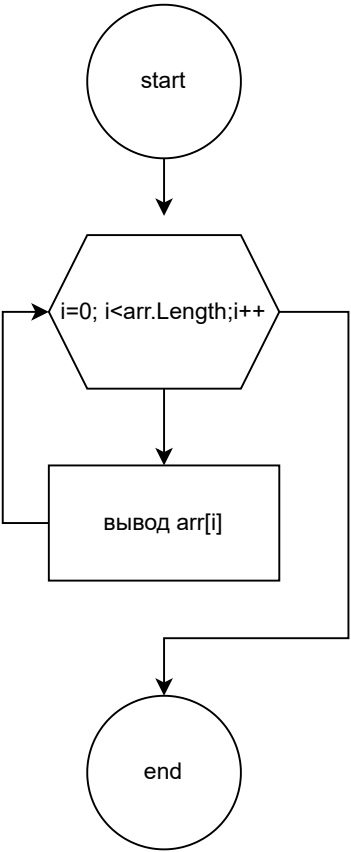 start
i=0; i<arr.Length;i++
вывод arr[i]
end